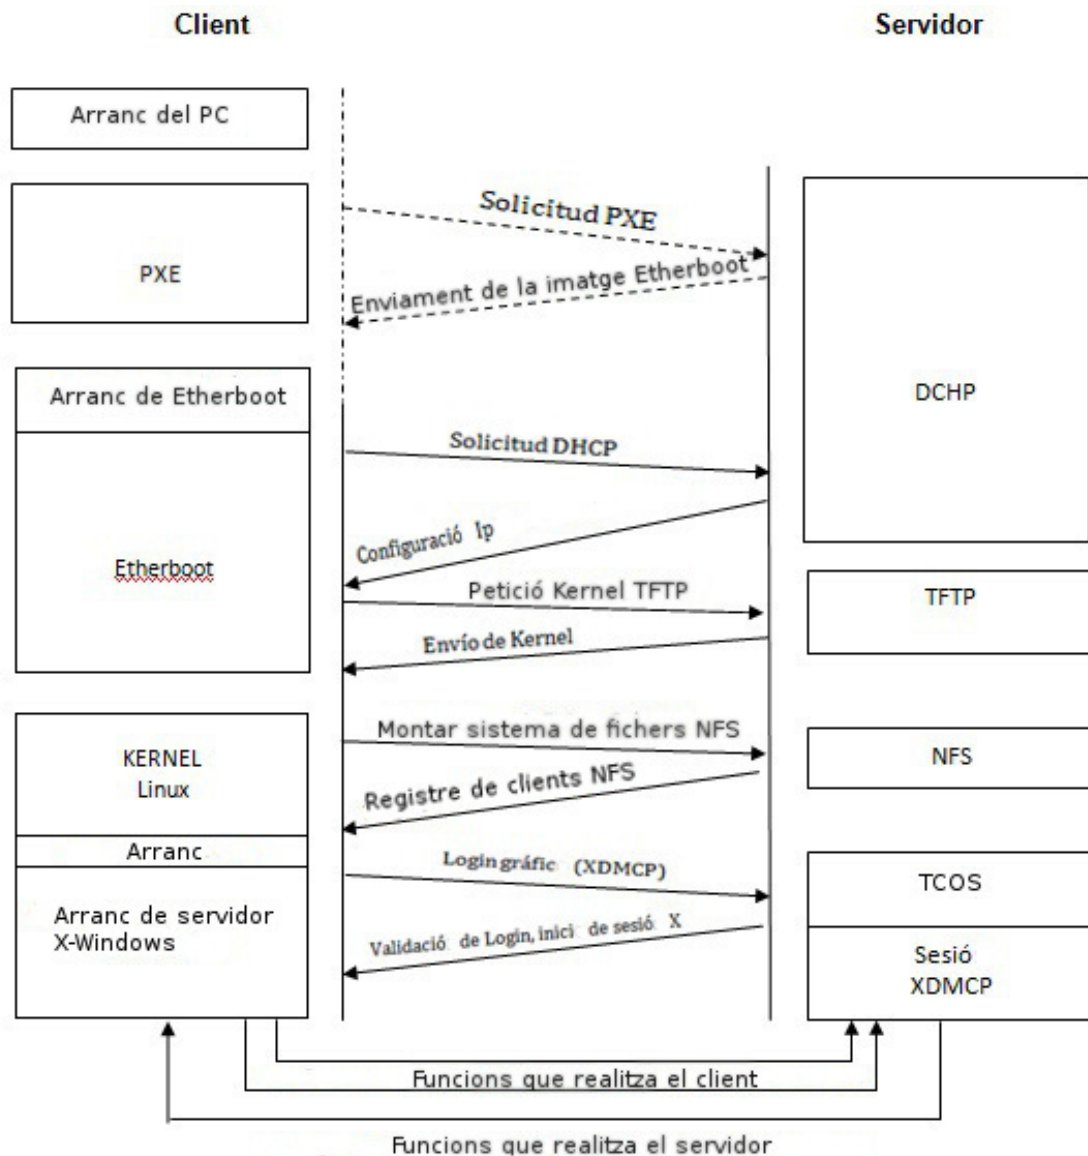 Client
Servidor
Arranc del PC
Solicitud PXE
PXE
Enviament de la imatge Etherboot
Arranc de Etherboot
DCHP
Solicitud DHCP
Configuració Ip
Etherboot
Petició Kernel TFTP
TFTP
Envío de Kernel
Montar sistema de fichers NFS
KERNEL
Linux
NFS
Registre de clients NFS
Arranc
Login gráfic (XDMCP)
TCOS
Arranc de servidor
X-Windows
Validació de Login, inici de sesió X
Sesió
XDMCP
Funcions que realitza el client
Funcions que realitza el servidor